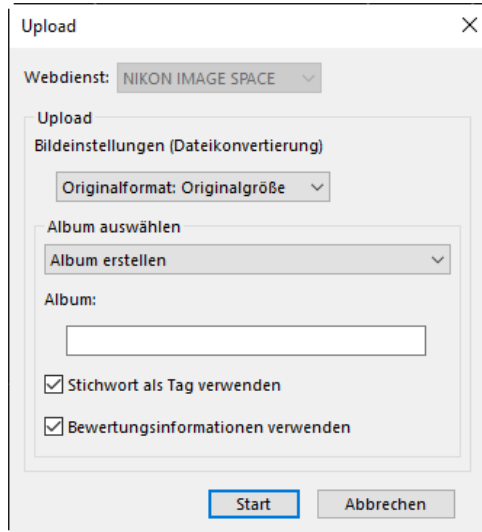 Upload
Webdienst: NIKON IMAGE SPACE
Upload
Bildeinstellungen (Dateikonvertierung)
Originalformat: Originalgröße
Album auswählen
Album erstellen
Album:
Stichwort als Tag verwenden
Bewertungsinformationen verwenden
Start Abbrechen